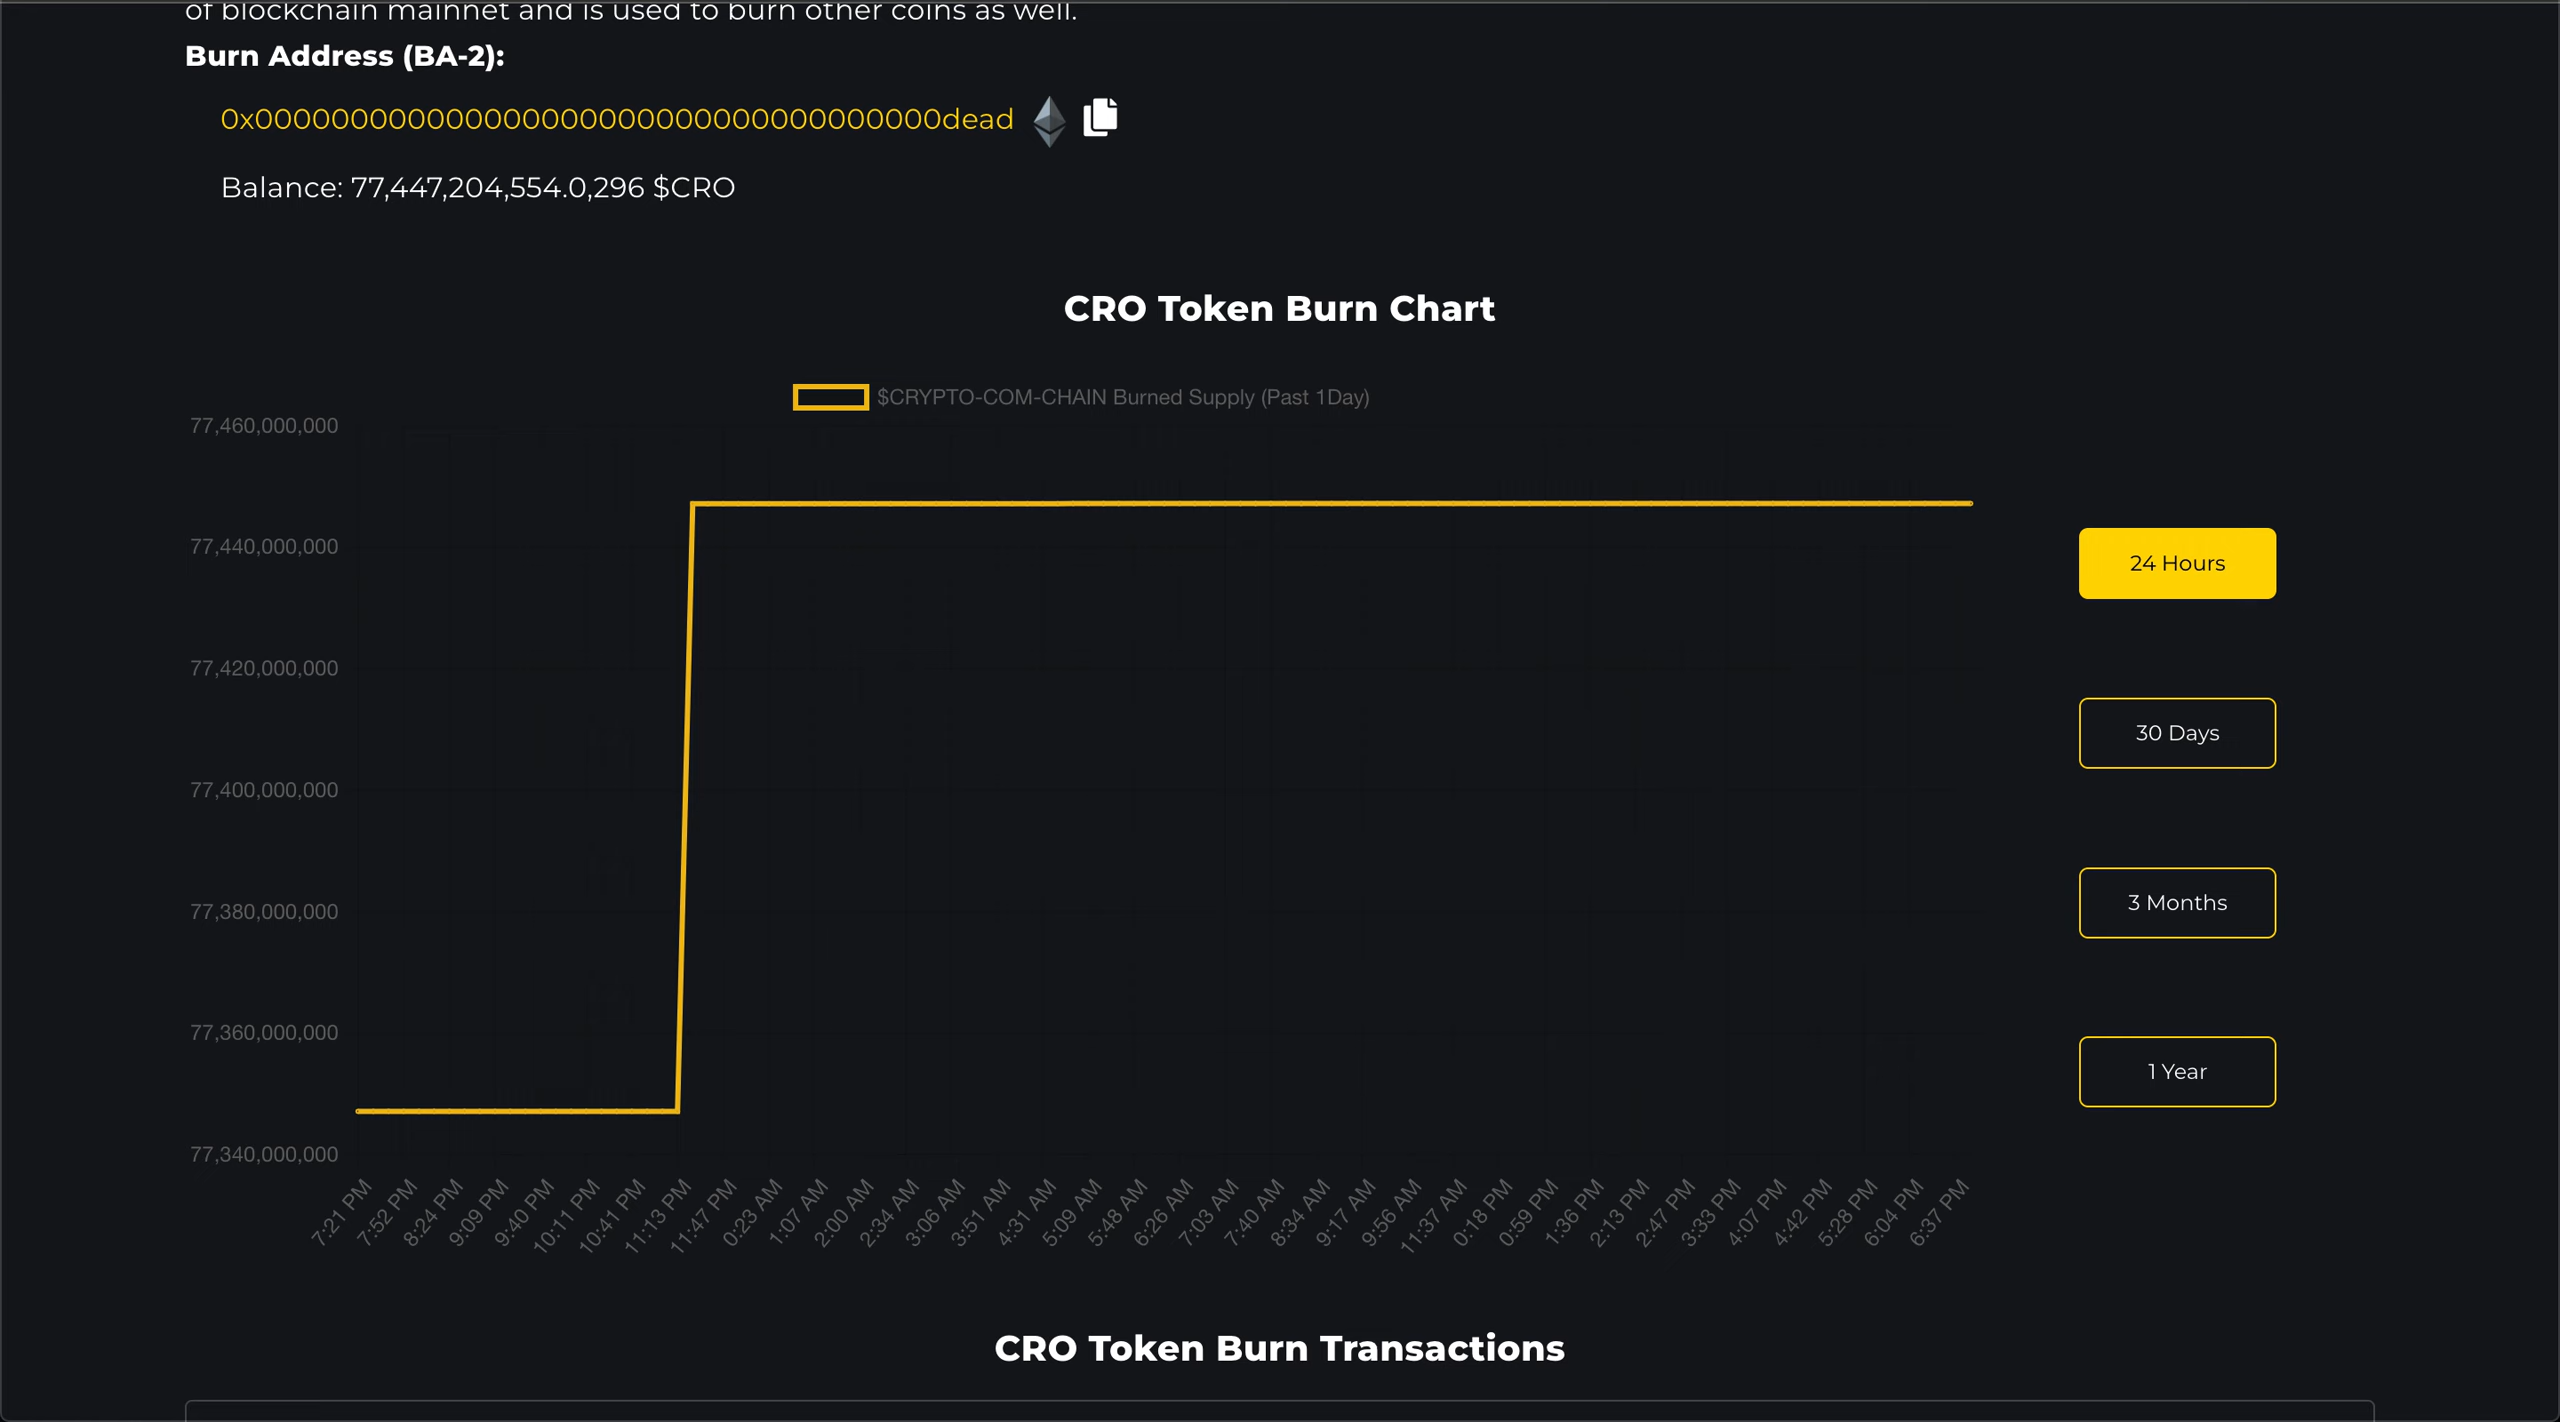 of blockchain mainnet and is used to burn other coins as well.
Burn Address (BA-2):
0x000000000000000000000000000000000000dead
Balance: 77,447,204,554.0,296 $CRO
CRO Token Burn Chart
$CRYPTO-COM-CHAIN Burned Supply (Past 1Day)
77,460,000,000
77,440,000,000
77,420,000,000
77,400,000,000
77,380,000,000
77,360,000,000
77,340,000,000
7:21 PM
7:52 PM
8:24 PM
9:09 PM
9:40 PM
10:11 PM
10:41 PM
11:13 PM
11:47 PM
0:23 AM
1:07 AM
2:00 AM
2:34 AM
3:06 AM
3:51 AM
4:31 AM
5:09 AM
5:48 AM
6:26 AM
7:03 AM
7:40 AM
8:34 AM
9:17 AM
9:56 AM
11:37 AM
0:18 PM
0:59 PM
1:36 PM
2:13 PM
2:47 PM
3:33 PM
4:07 PM
4:42 PM
5:28 PM
6:04 PM
6:37 PM
24 Hours
30 Days
3 Months
1 Year
CRO Token Burn Transactions